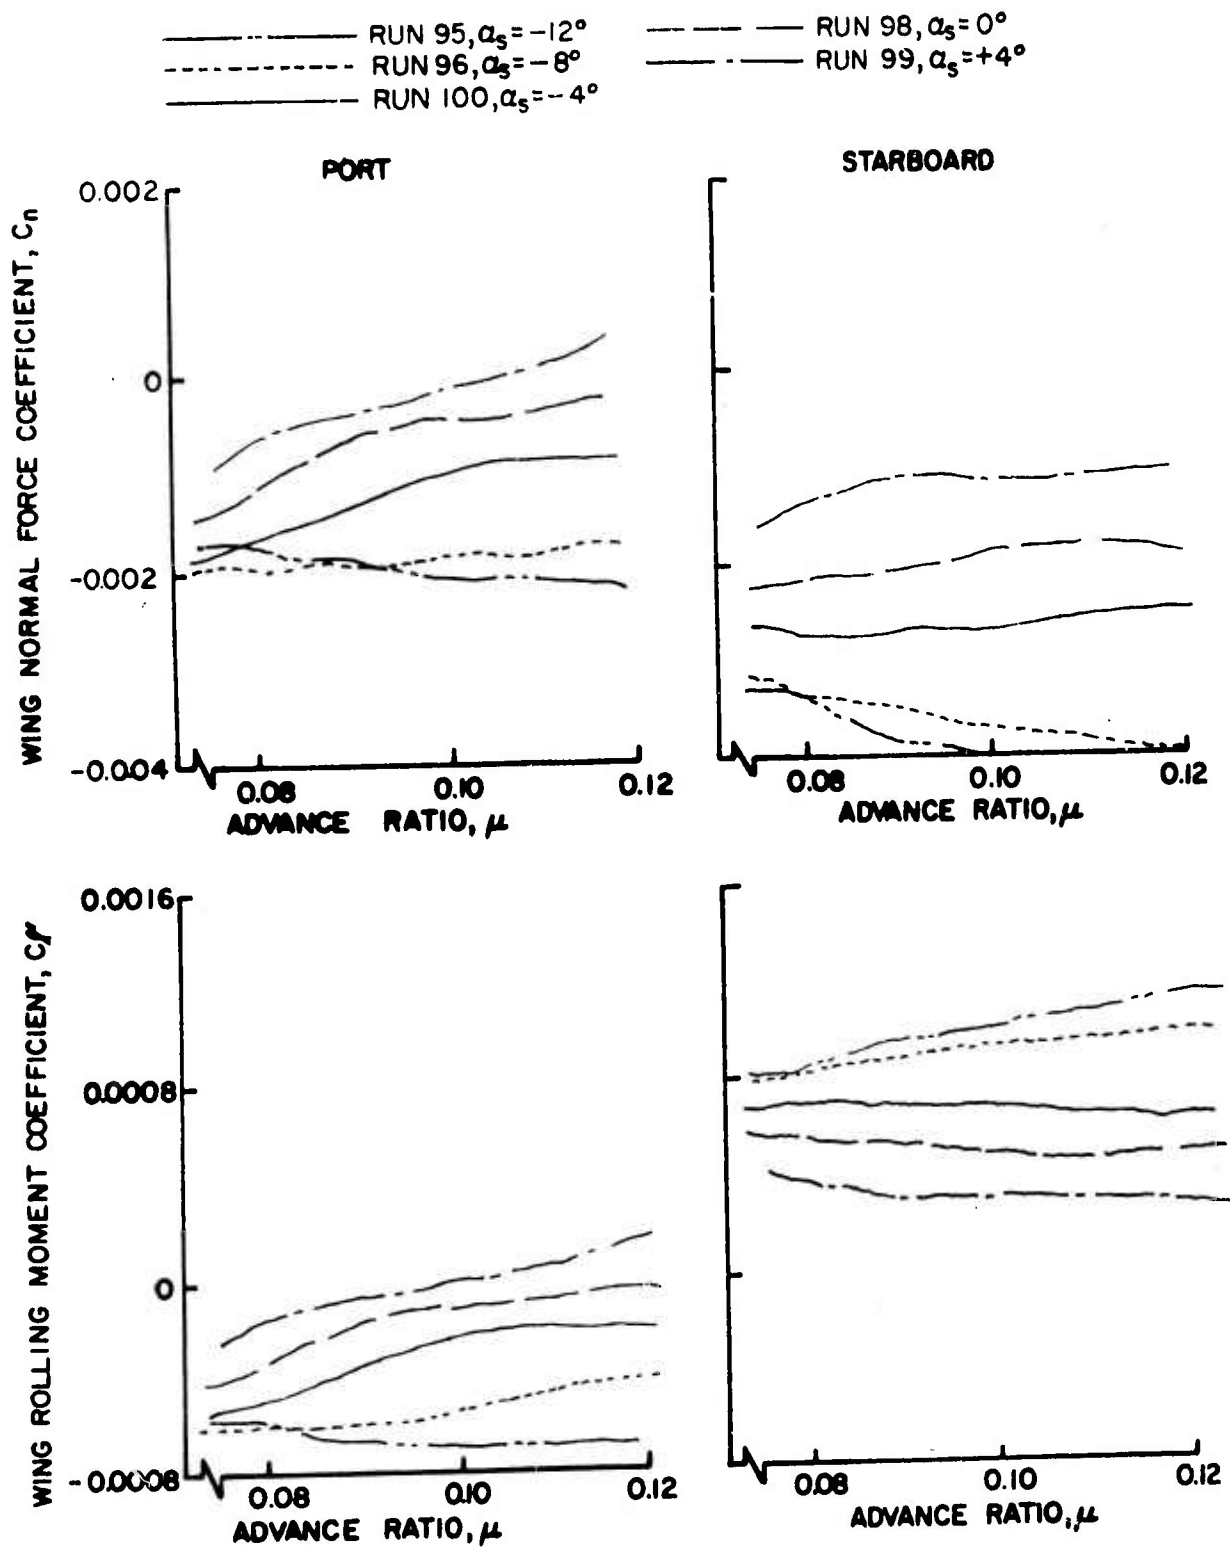 RUN 95, αs=-12°
RUN 96, αs=-8°
RUN 100, αs=-4°
RUN 98, αs=0°
RUN 99, αs=+4°
PORT
STARBOARD
WING NORMAL FORCE COEFFICIENT, Cn
0.002
0
-0.002
-0.004
0.08 0.10 0.12
ADVANCE RATIO, μ
0.08 0.10 0.12
ADVANCE RATIO, μ
WING ROLLING MOMENT COEFFICIENT, Cℓ
0.0016
0.0008
0
-0.0008
0.08 0.10 0.12
ADVANCE RATIO, μ
0.08 0.10 0.12
ADVANCE RATIO, μ